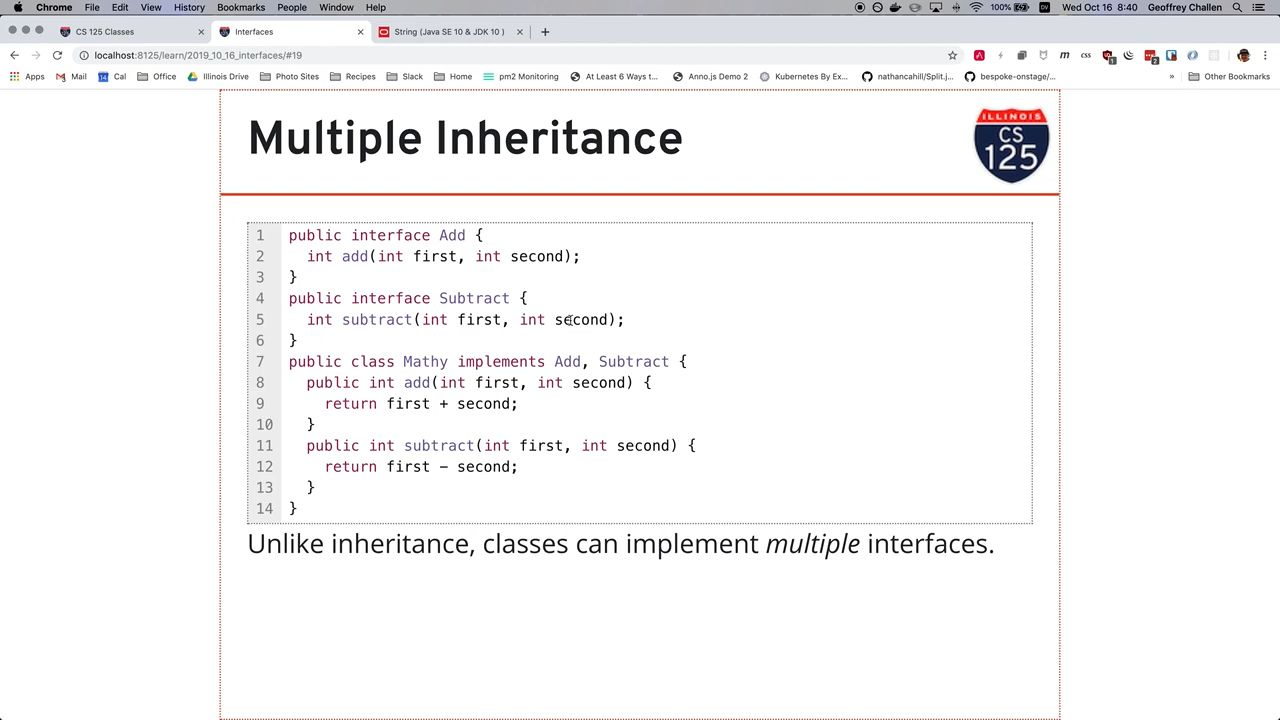 Chrome File Edit View History Bookmarks People Window Help 100% DV Wed Oct 16 8:40 Geoffrey Challen
CS 125 Classes Interfaces String (Java SE 10 & JDK 10 )
localhost:8125/learn/2019_10_16_interfaces/#19
Apps Mail Cal Office Illinois Drive Photo Sites Recipes Slack Home pm2 Monitoring At Least 6 Ways t... Anno.js Demo 2 Kubernetes By Ex... nathancahill/Split.j... bespoke-onstage/... » Other Bookmarks
Multiple Inheritance
ILLINOIS
CS
125
1 public interface Add {
2 int add(int first, int second);
3 }
4 public interface Subtract {
5 int subtract(int first, int second);
6 }
7 public class Mathy implements Add, Subtract {
8 public int add(int first, int second) {
9 return first + second;
10 }
11 public int subtract(int first, int second) {
12 return first - second;
13 }
14 }
Unlike inheritance, classes can implement multiple interfaces.